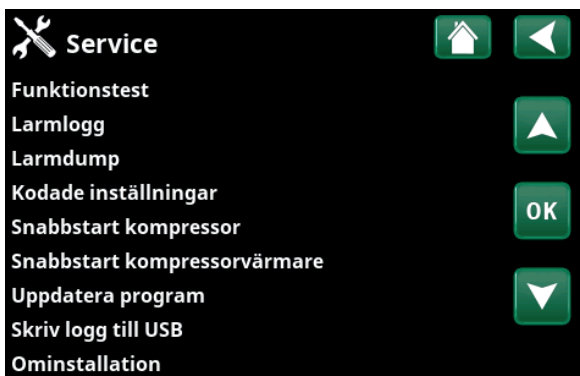 Service
Funktionstest
Larmlogg
Larmdump
Kodade inställningar
OK
Snabbstart kompressor
Snabbstart kompressorvärmare
Uppdatera program
Skriv logg till USB
Ominstallation